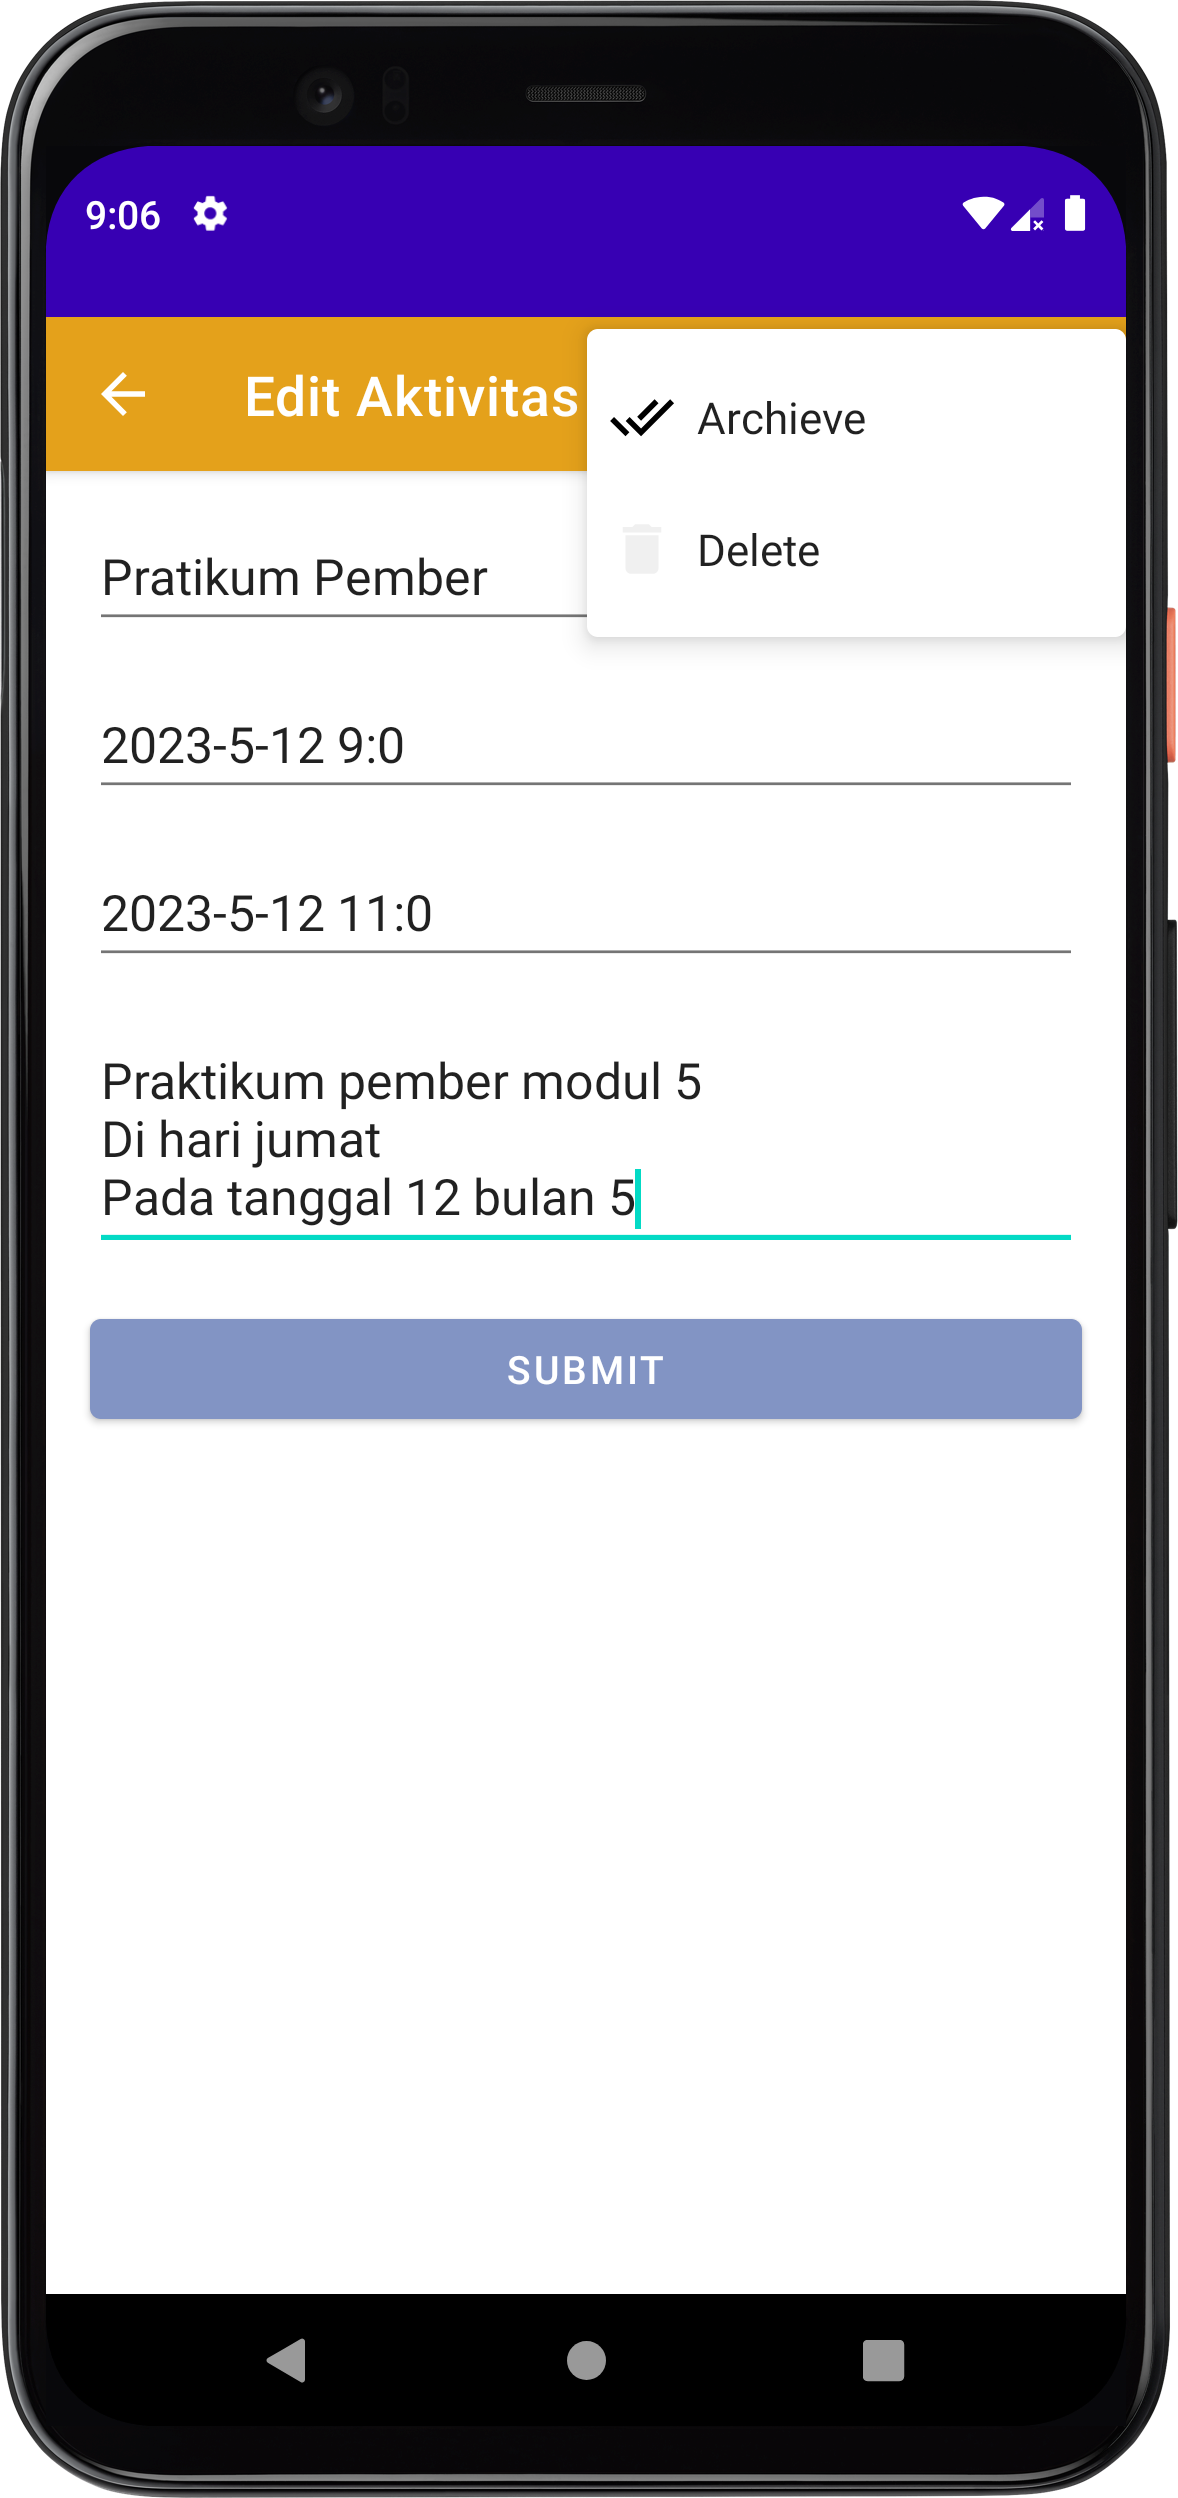 9:06
Edit Aktivitas
Archieve
Delete
Pratikum Pember
2023-5-12 9:0
2023-5-12 11:0
Praktikum pember modul 5
Di hari jumat
Pada tanggal 12 bulan 5
SUBMIT